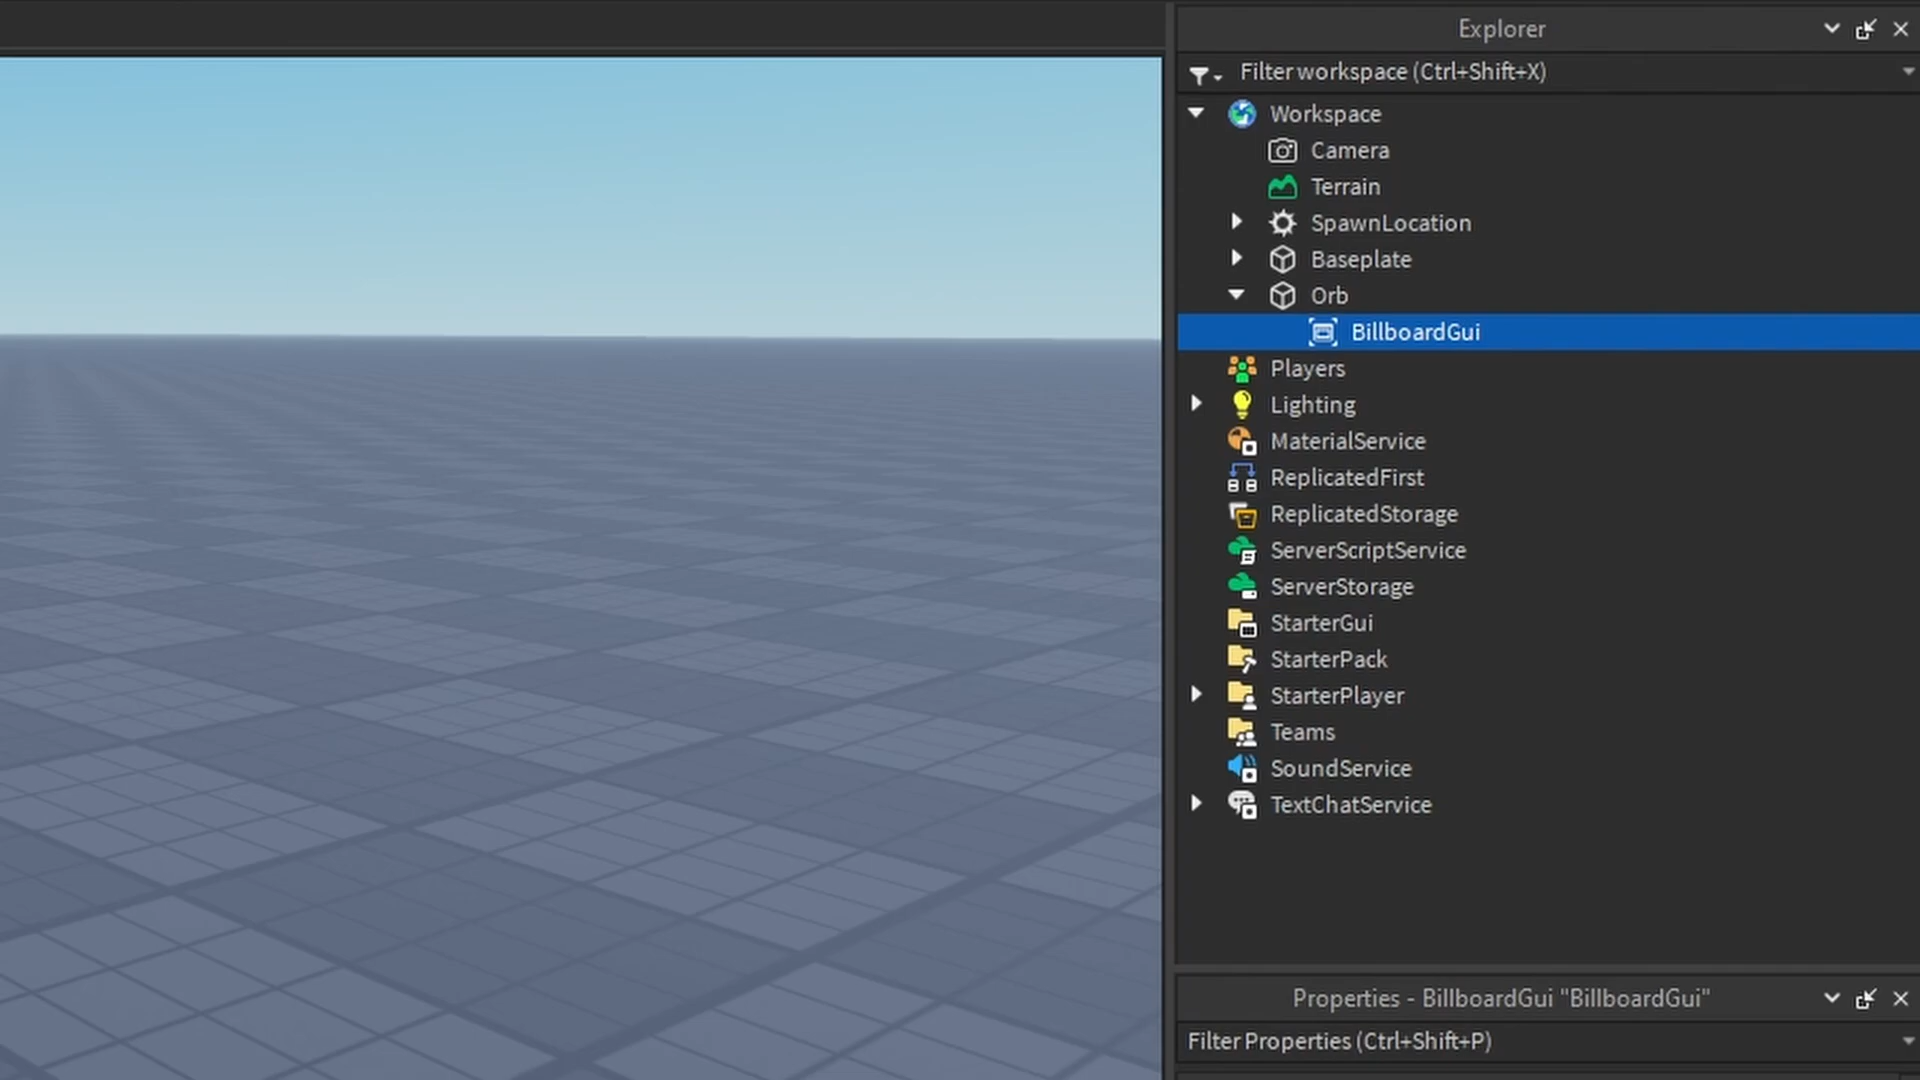 Explorer
Filter workspace (Ctrl+Shift+X)
Workspace
Camera
Terrain
SpawnLocation
Baseplate
Orb
BillboardGui
Players
Lighting
MaterialService
ReplicatedFirst
ReplicatedStorage
ServerScriptService
ServerStorage
StarterGui
StarterPack
StarterPlayer
Teams
SoundService
TextChatService
Properties - BillboardGui "BillboardGui"
Filter Properties (Ctrl+Shift+P)